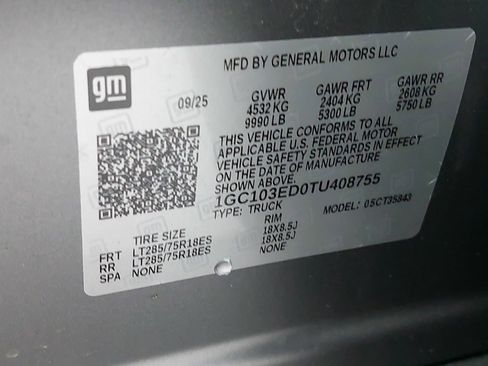 gm
MFD BY GENERAL MOTORS LLC
09/25 GVWR GAWR FRT GAWR RR
4532 KG 2404 KG 2608 KG
9990 LB 5300 LB 5750 LB
THIS VEHICLE CONFORMS TO ALL
APPLICABLE U.S. FEDERAL MOTOR
VEHICLE SAFETY STANDARDS IN EFFECT
ON THE DATE OF MANUFACTURE
SHOWN ABOVE.
1GC103ED0TU408755
TYPE: TRUCK MODEL: 05CT35843
TIRE SIZE RIM
FRT LT285/75R18ES 18X8.5J
RR LT285/75R18ES 18X8.5J
SPA NONE NONE